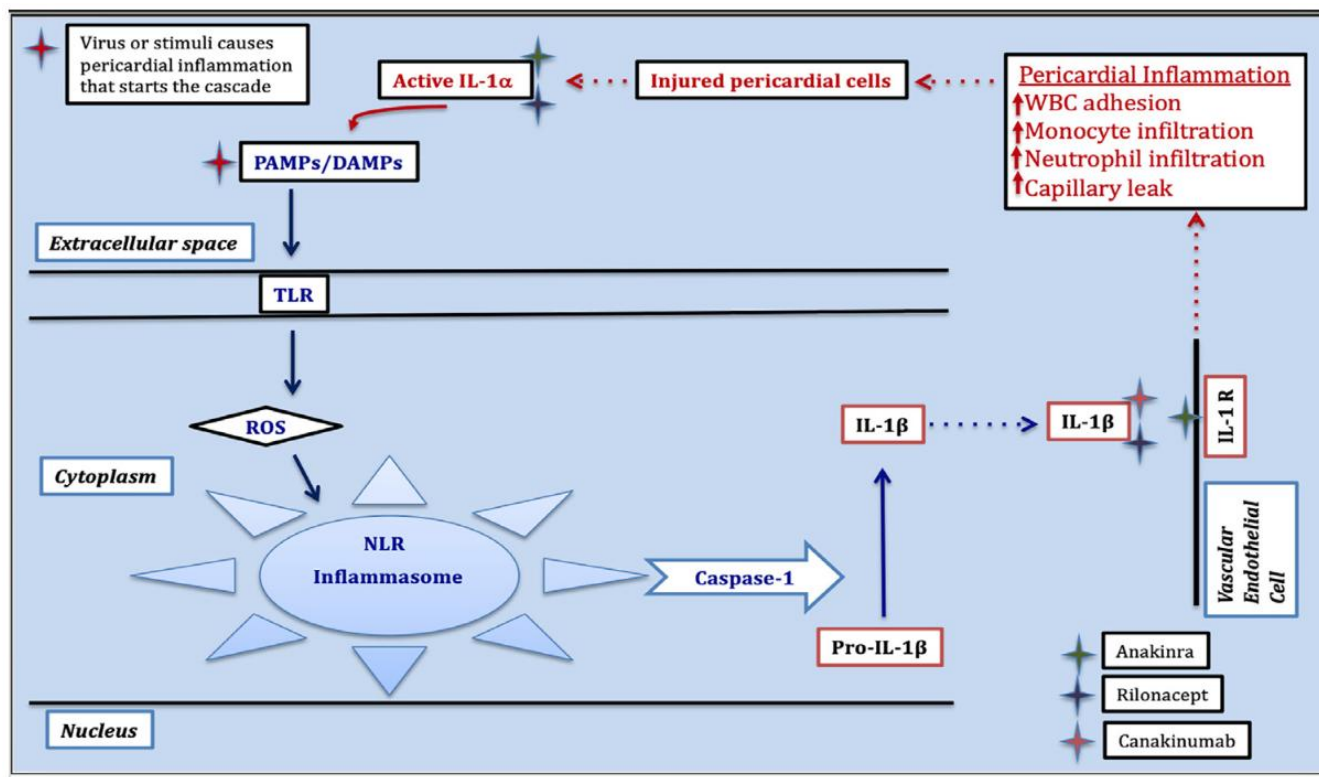 Virus or stimuli causes
pericardial inflammation
that starts the cascade
Active IL-1α
Injured pericardial cells
Pericardial Inflammation
WBC adhesion
Monocyte infiltration
Neutrophil infiltration
Capillary leak
PAMPs/DAMPs
Extracellular space
TLR
ROS
Cytoplasm
IL-1β
IL-1β
IL-1 R
NLR
Inflammasome
Caspase-1
Pro-IL-1β
Vascular
Endothelial
Cell
Anakinra
Rilonacept
Canakinumab
Nucleus